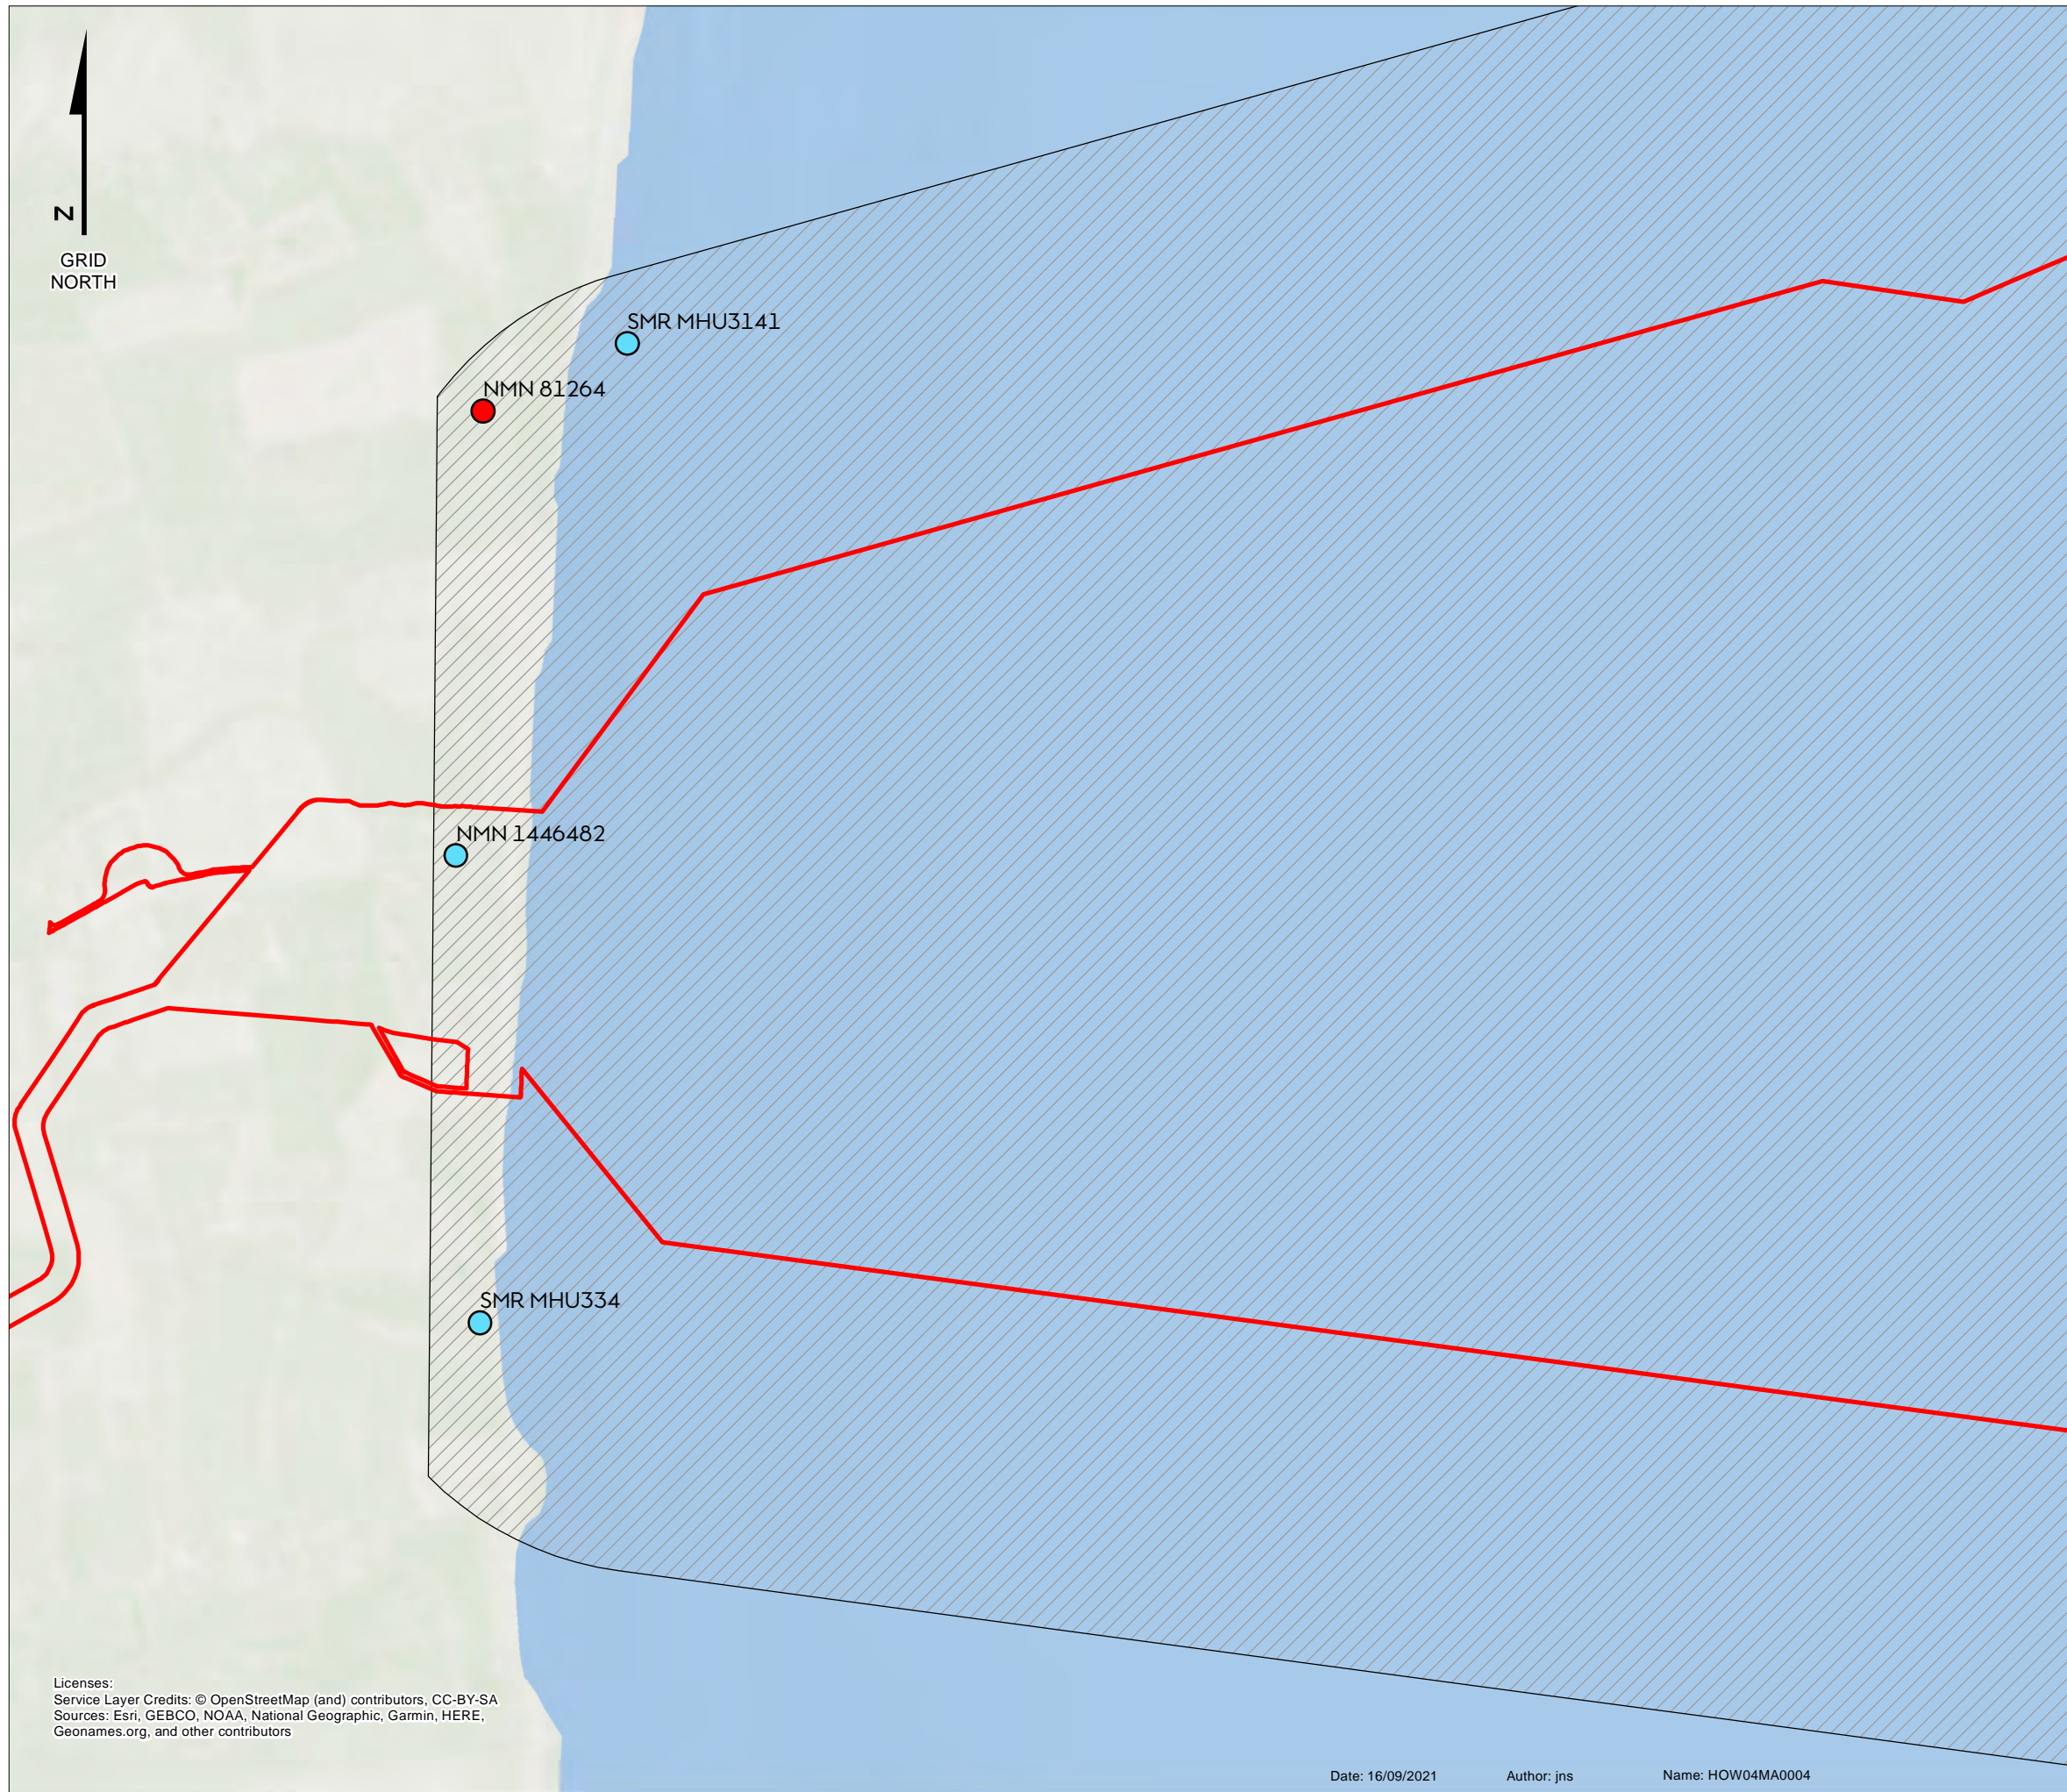 N
GRID
NORTH
SMR MHU3141
NMN 81264
NMN 1446482
SMR MHU334
Licenses:
Service Layer Credits: © OpenStreetMap (and) contributors, CC-BY-SA
Sources: Esri, GEBCO, NOAA, National Geographic, Garmin, HERE,
Geonames.org, and other contributors
Date: 16/09/2021 Author: jns Name: HOW04MA0004